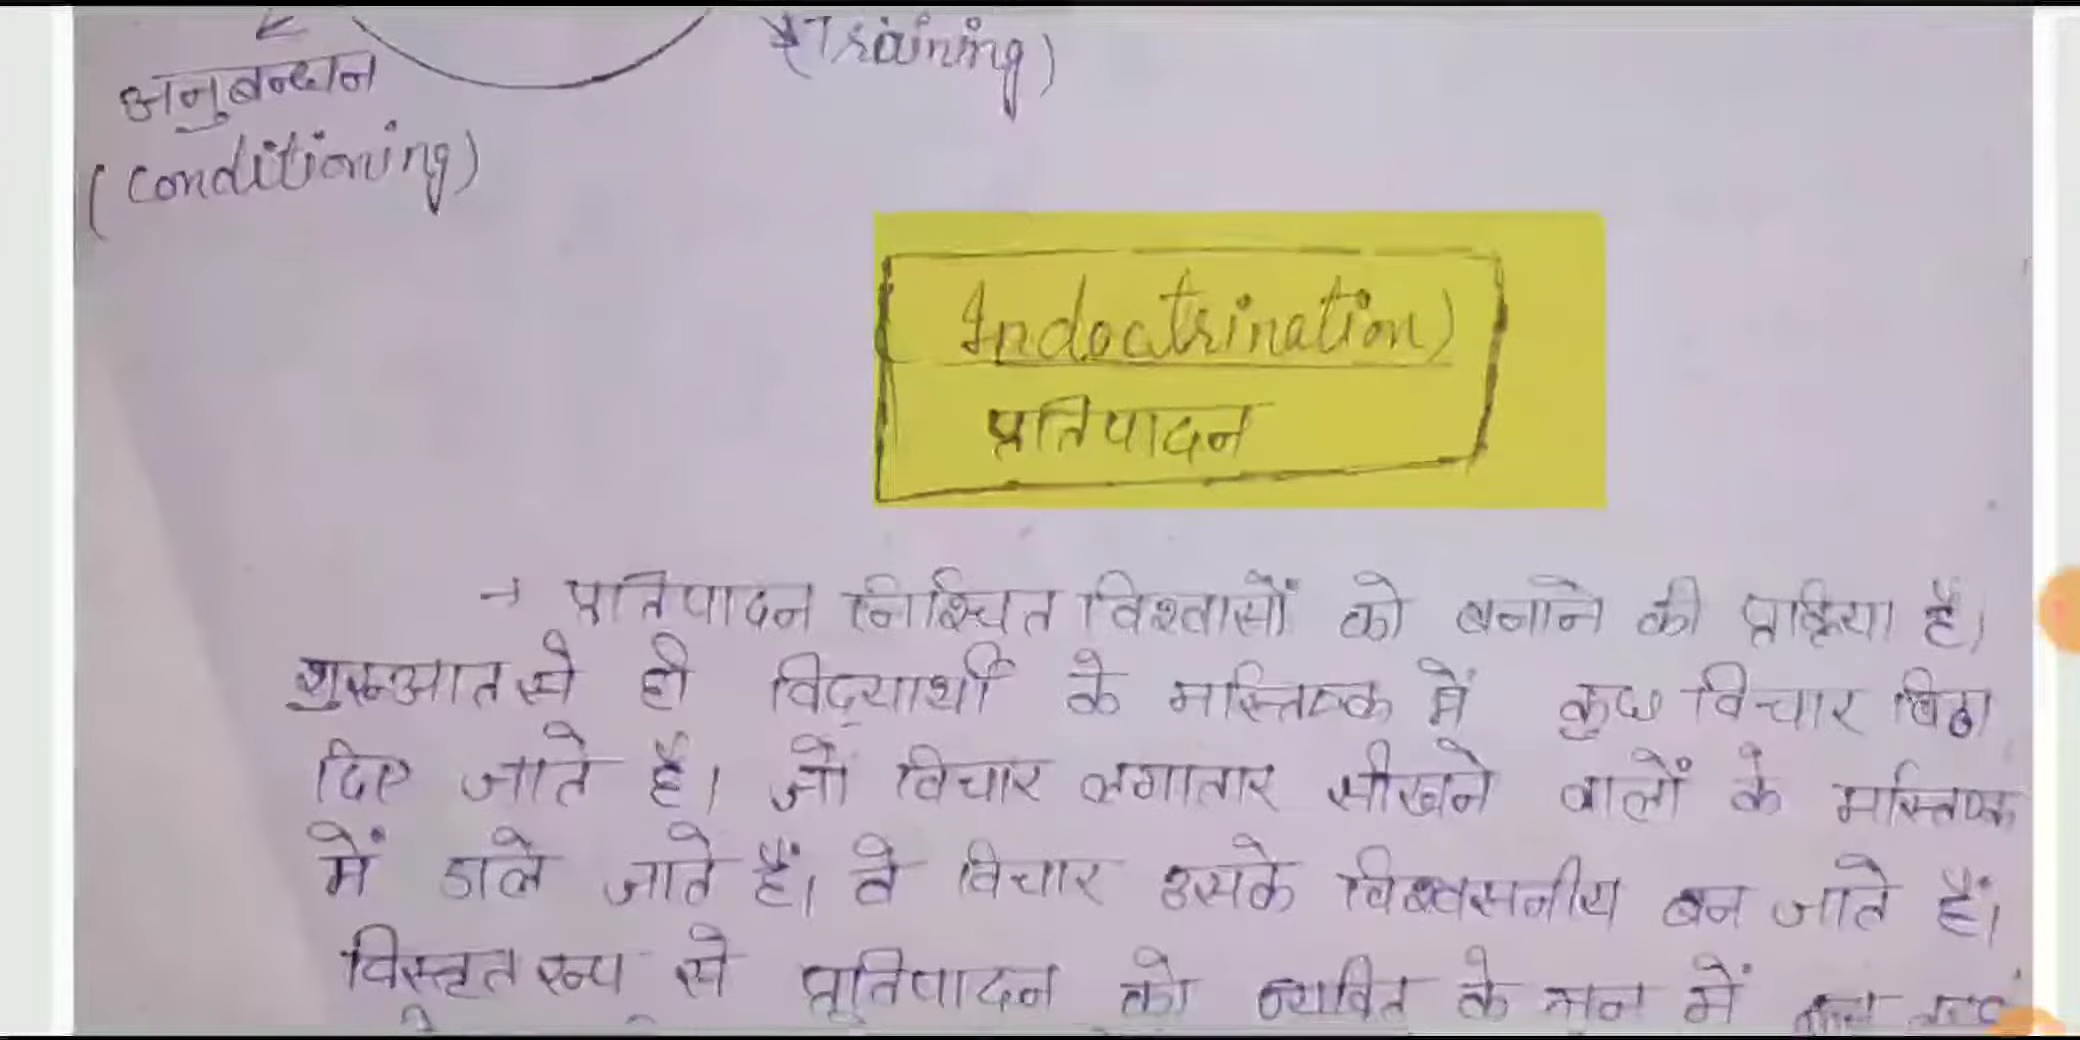 (Training)
अनुबन्धन
(conditioning)
Indoctrination)
प्रतिपादन
→ प्रतिपादन निश्चित विश्वासों को बनाने की प्रक्रिया है।
शुरूआत से ही विद्यार्थी के मस्तिष्क में कुछ विचार बिठा
दिए जाते है। जो विचार लगातार सीखने वालों के मस्तिष्क
में डाले जाते हैं। वे विचार उसके विश्वसनीय बन जाते हैं।
विस्तृत रूप से प्रतिपादन को व्यक्ति के मन में